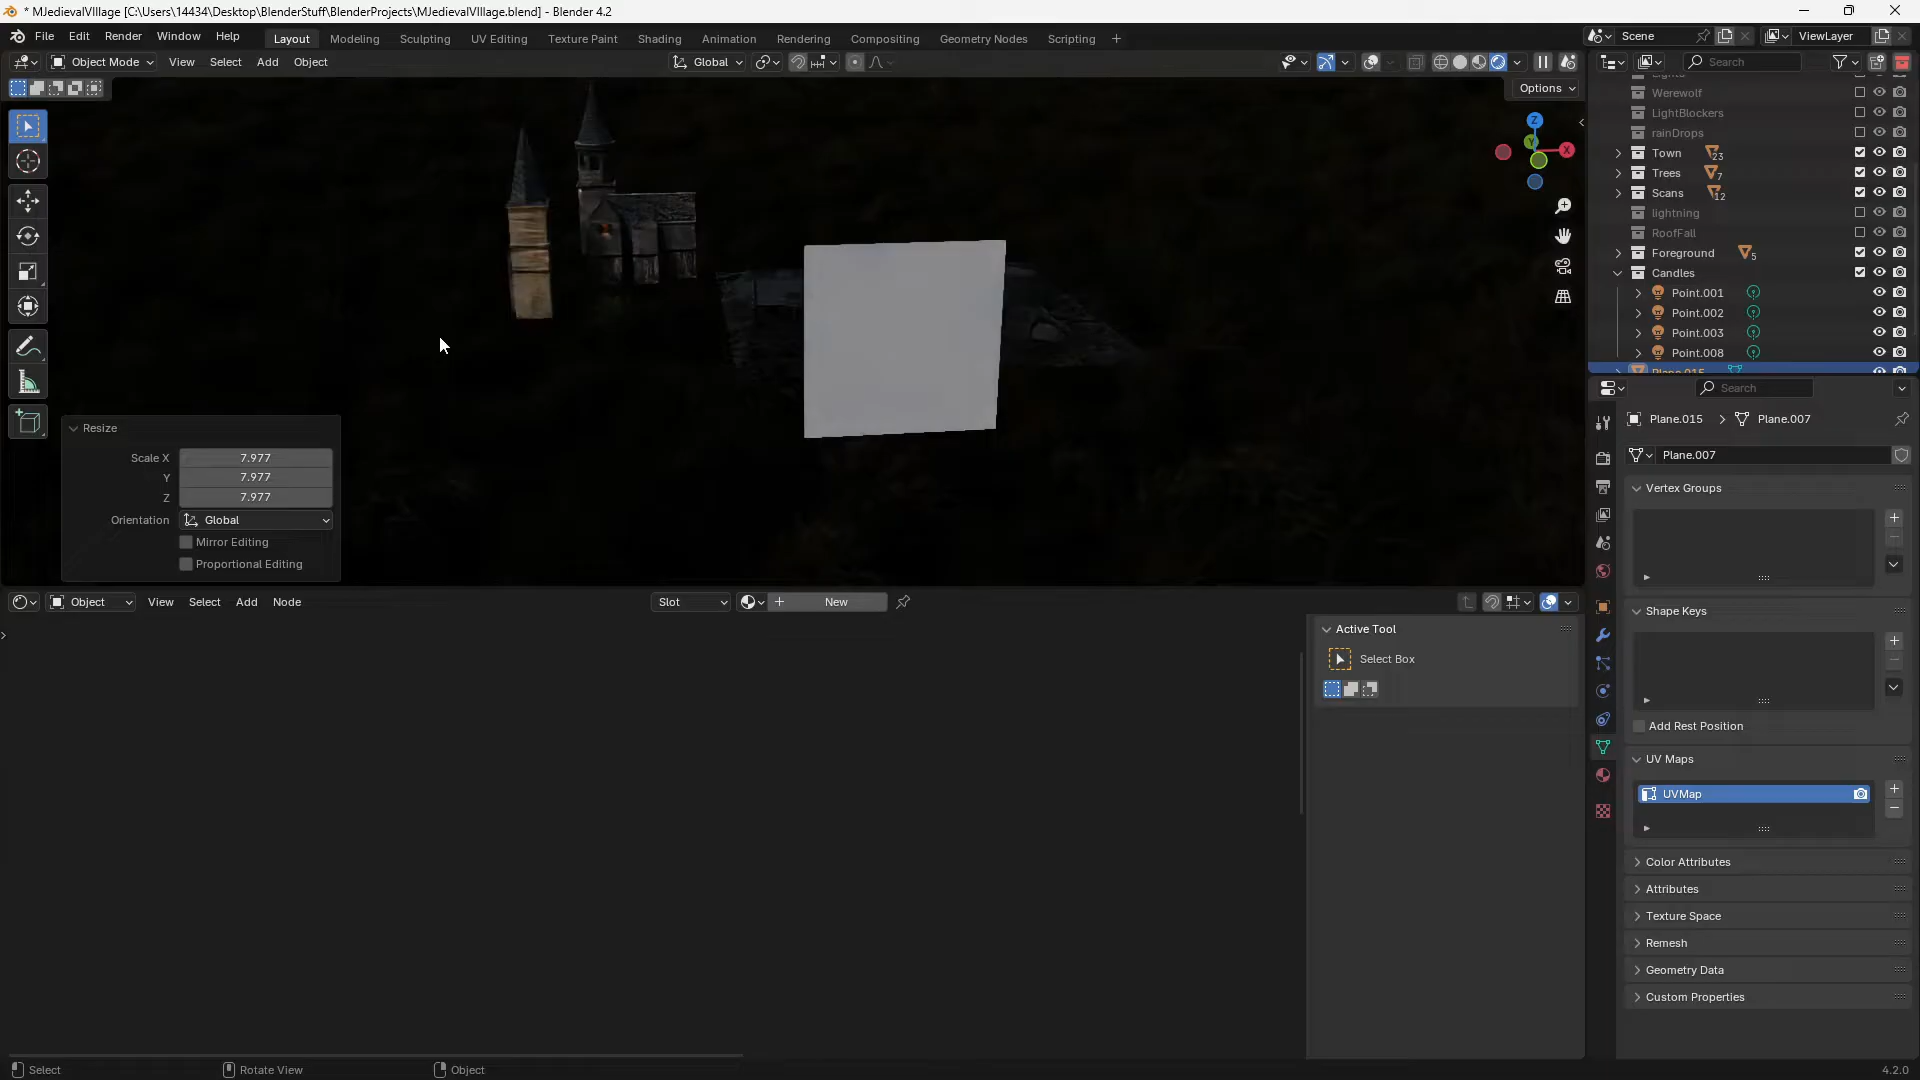 * MJedievalVIllage [C:\Users\14434\Desktop\BlenderStuff\BlenderProjects\MJedievalVIllage.blend] - Blender 4.2
File Edit Render Window Help Layout Modeling Sculpting UV Editing Texture Paint Shading Animation Rendering Compositing Geometry Nodes Scripting + Scene ViewLayer
Object Mode View Select Add Object Global Search
Options
Werewolf
LightBlockers
rainDrops
Town 23
Trees 7
Scans 12
lightning
RoofFall
Foreground 5
Candles
Point.001
Point.002
Point.003
Point.008
Plane.015
Z
X
Y
Resize
Scale X 7.977
Y 7.977
Z 7.977
Orientation Global
Mirror Editing
Proportional Editing
Search
Plane.015 > Plane.007
Plane.007
Vertex Groups
Shape Keys
Add Rest Position
UV Maps
UVMap
Color Attributes
Attributes
Texture Space
Remesh
Geometry Data
Custom Properties
Object View Select Add Node Slot + New
Active Tool
Select Box
Select Rotate View Object 4.2.0